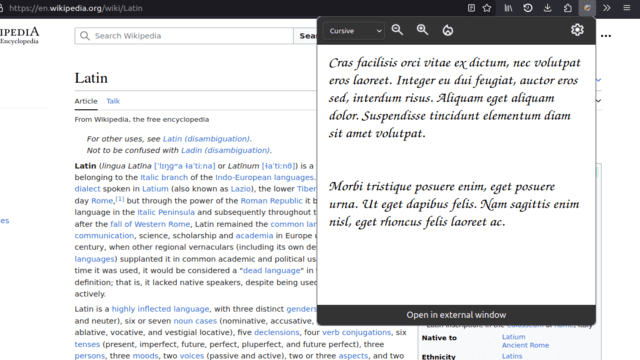 https://en.wikipedia.org/wiki/Latin
Encyclopedia
Search Wikipedia
Latin
Article Talk
From Wikipedia, the free encyclopedia
For other uses, see Latin (disambiguation).
Not to be confused with Ladin (disambiguation).
Latin (lingua Latīna [ˈlɪŋɡʷa ɫaˈtiːna] or Latīnum [ɫaˈtiːnʊ̃]) is a
belonging to the Italic branch of the Indo-European languages.
dialect spoken in Latium (also known as Lazio), the lower
day Rome,[1] but through the power of the Roman Republic it
language in the Italic Peninsula and subsequently throughout
after the fall of Western Rome, Latin remained the common
communication, science, scholarship and academia in Europe
century, when other regional vernaculars (including its own
languages) supplanted it in common academic and political
time it was used, it would be considered a "dead language" in
definition; that is, it lacked native speakers, despite being used
actively.
Latin is a highly inflected language, with three distinct
and neuter), six or seven noun cases (nominative, accusative,
ablative, vocative, and vestigial locative), five declensions, four verb conjugations, six
tenses (present, imperfect, future, perfect, pluperfect, and future perfect), three
persons, three moods, two voices (passive and active), two or three aspects, and two
Cursive
Cras facilisis orci vitae ex dictum, nec volutpat
eros laoreet. Integer eu dui feugiat, auctor eros
sed, interdum risus. Aliquam eget aliquam
dolor. Suspendisse tincidunt elementum diam
sit amet volutpat.
Morbi tristique posuere enim, eget posuere
urna. Ut eget dapibus felis. Nam sagittis enim
nisl, eget rhoncus felis laoreet ac.
Open in external window
Native to Latium
Ancient Rome
Ethnicity Latins